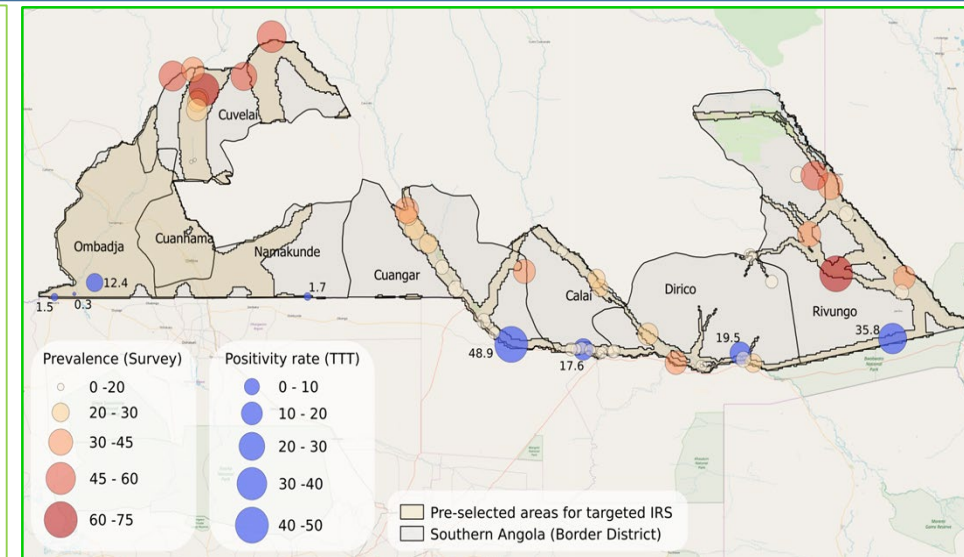 Cuvelai
Ombadja
Cuanhama
Namakunde
Cuangar
Calai
Dirico
Rivungo
12.4
1.5
0.3
1.7
48.9
17.6
19.5
35.8
Prevalence (Survey)
0 -20
20 - 30
30 -45
45 - 60
60 -75
Positivity rate (TTT)
0 - 10
10 - 20
20 - 30
30 -40
40 -50
Pre-selected areas for targeted IRS
Southern Angola (Border District)